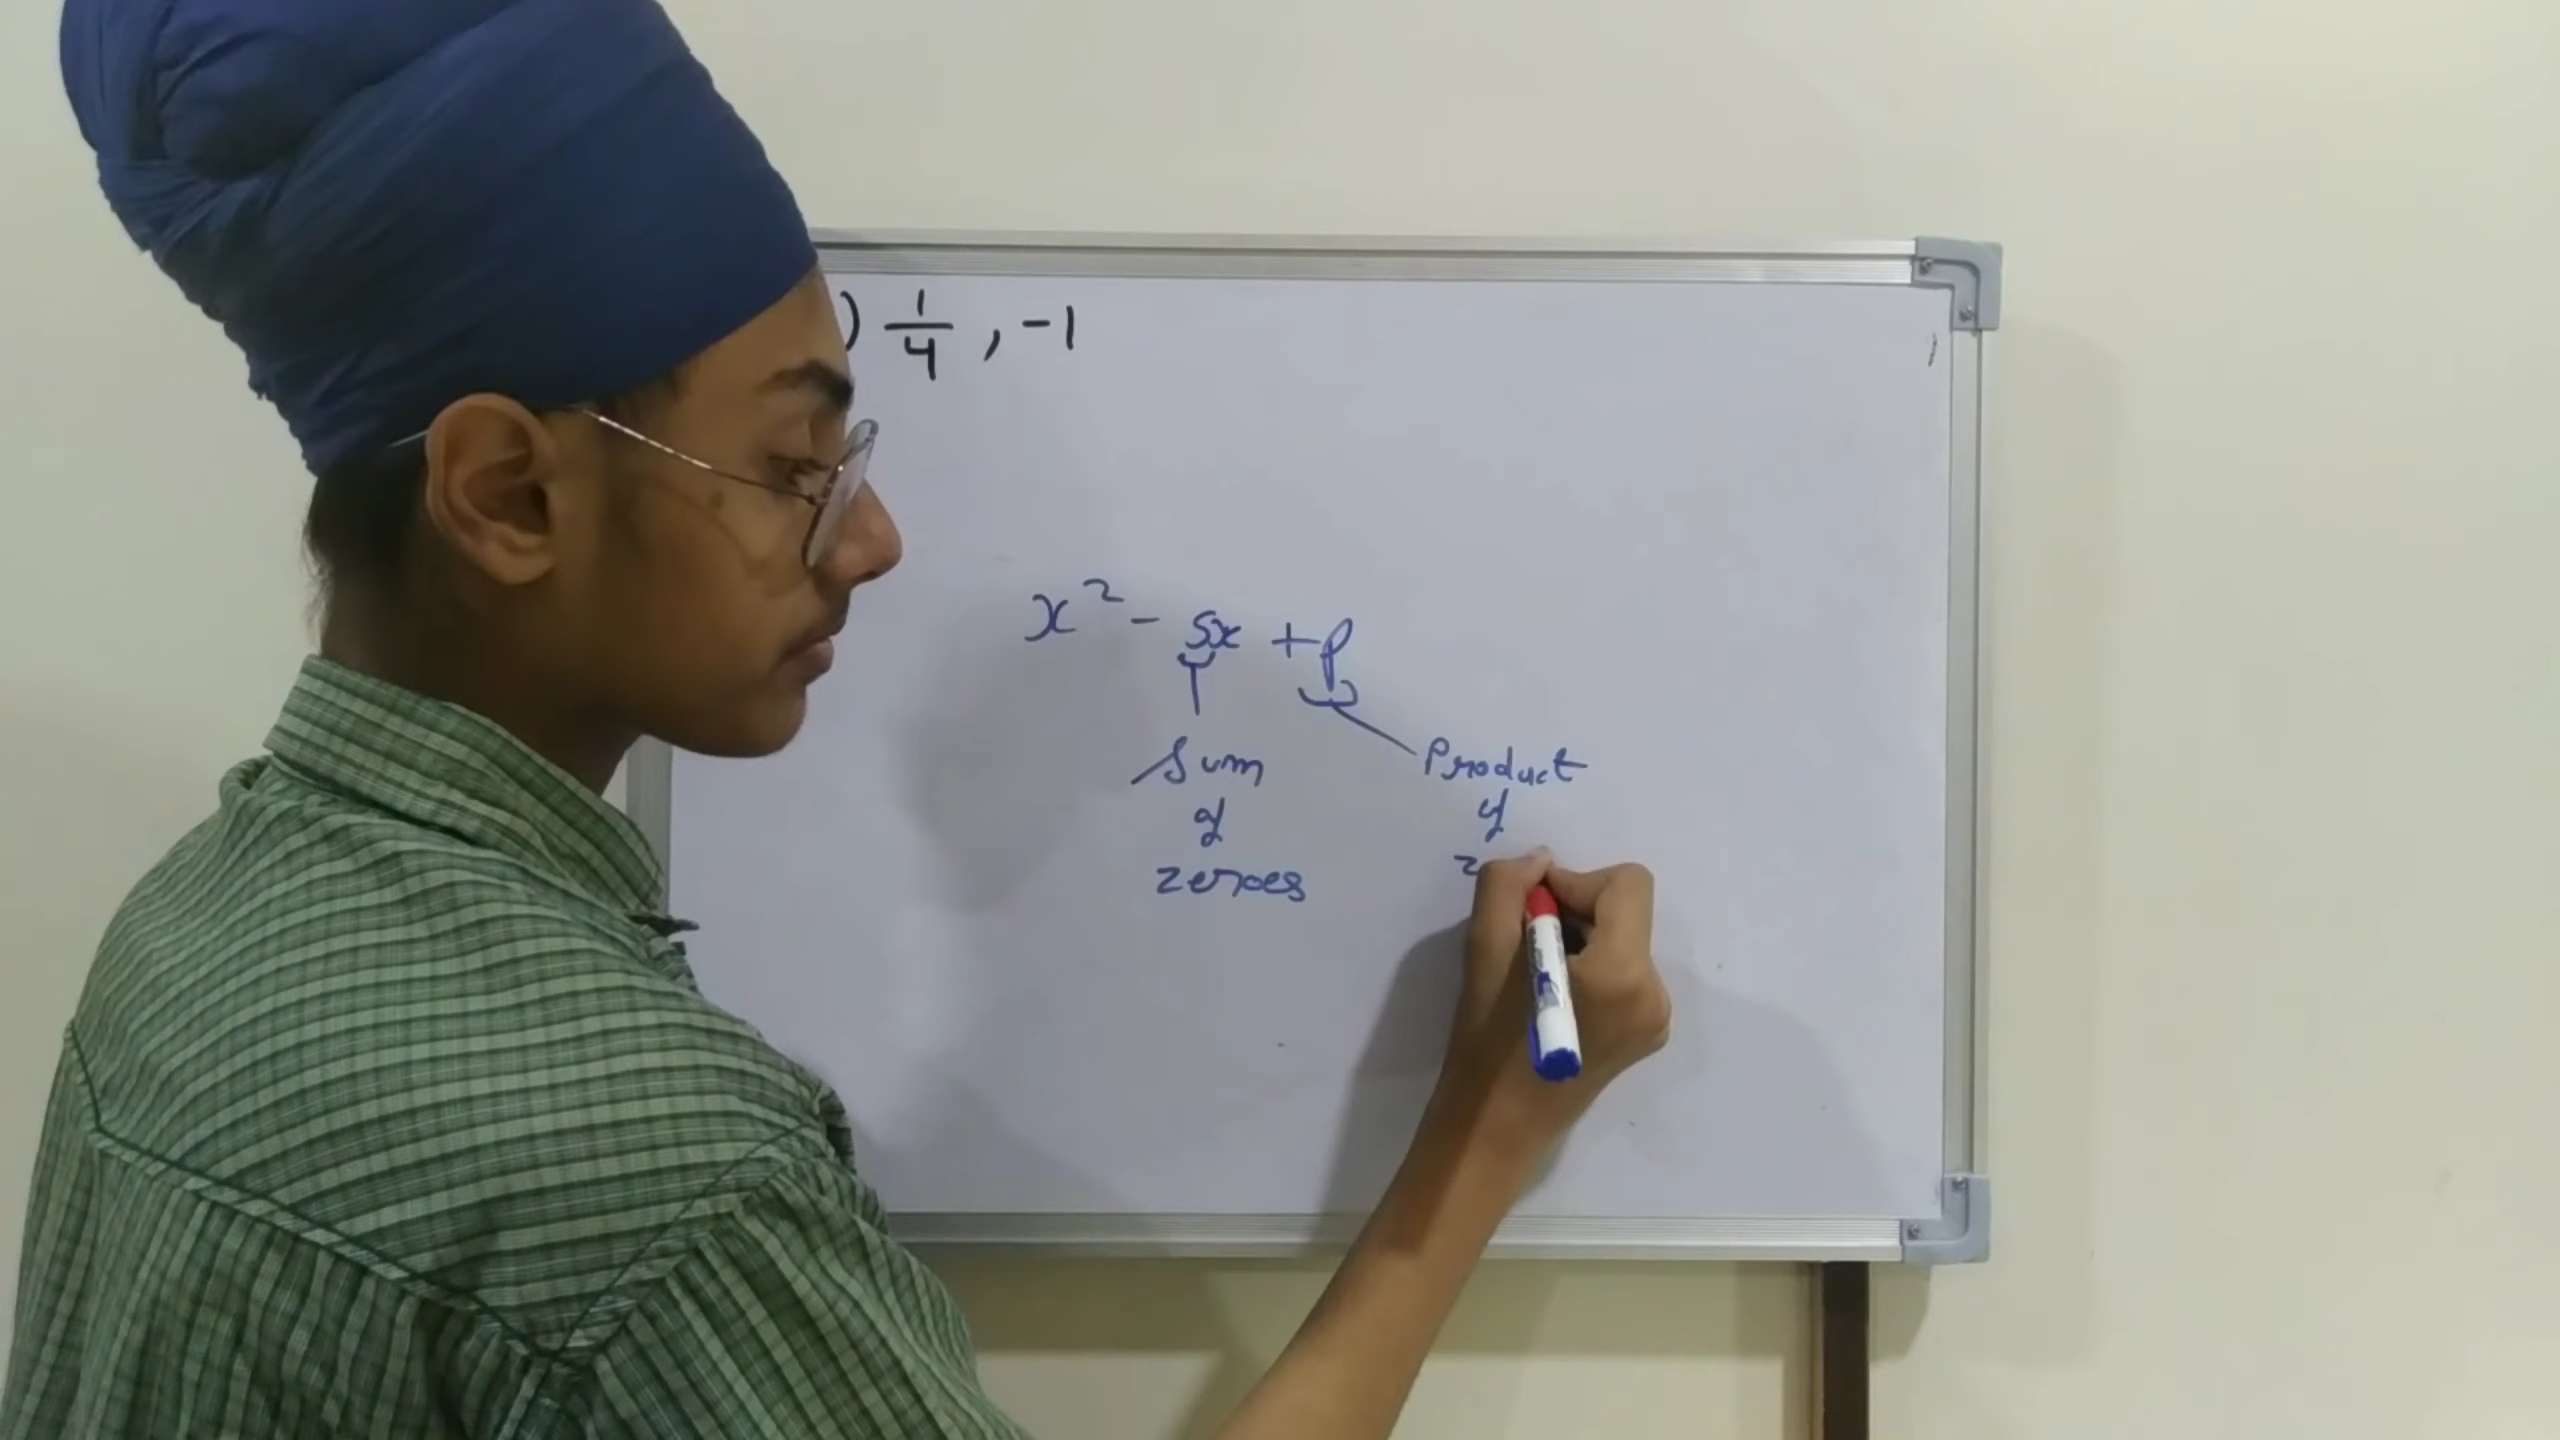 ) 1/4 , -1
x² - sx + p
Sum Product
of of
zeroes z